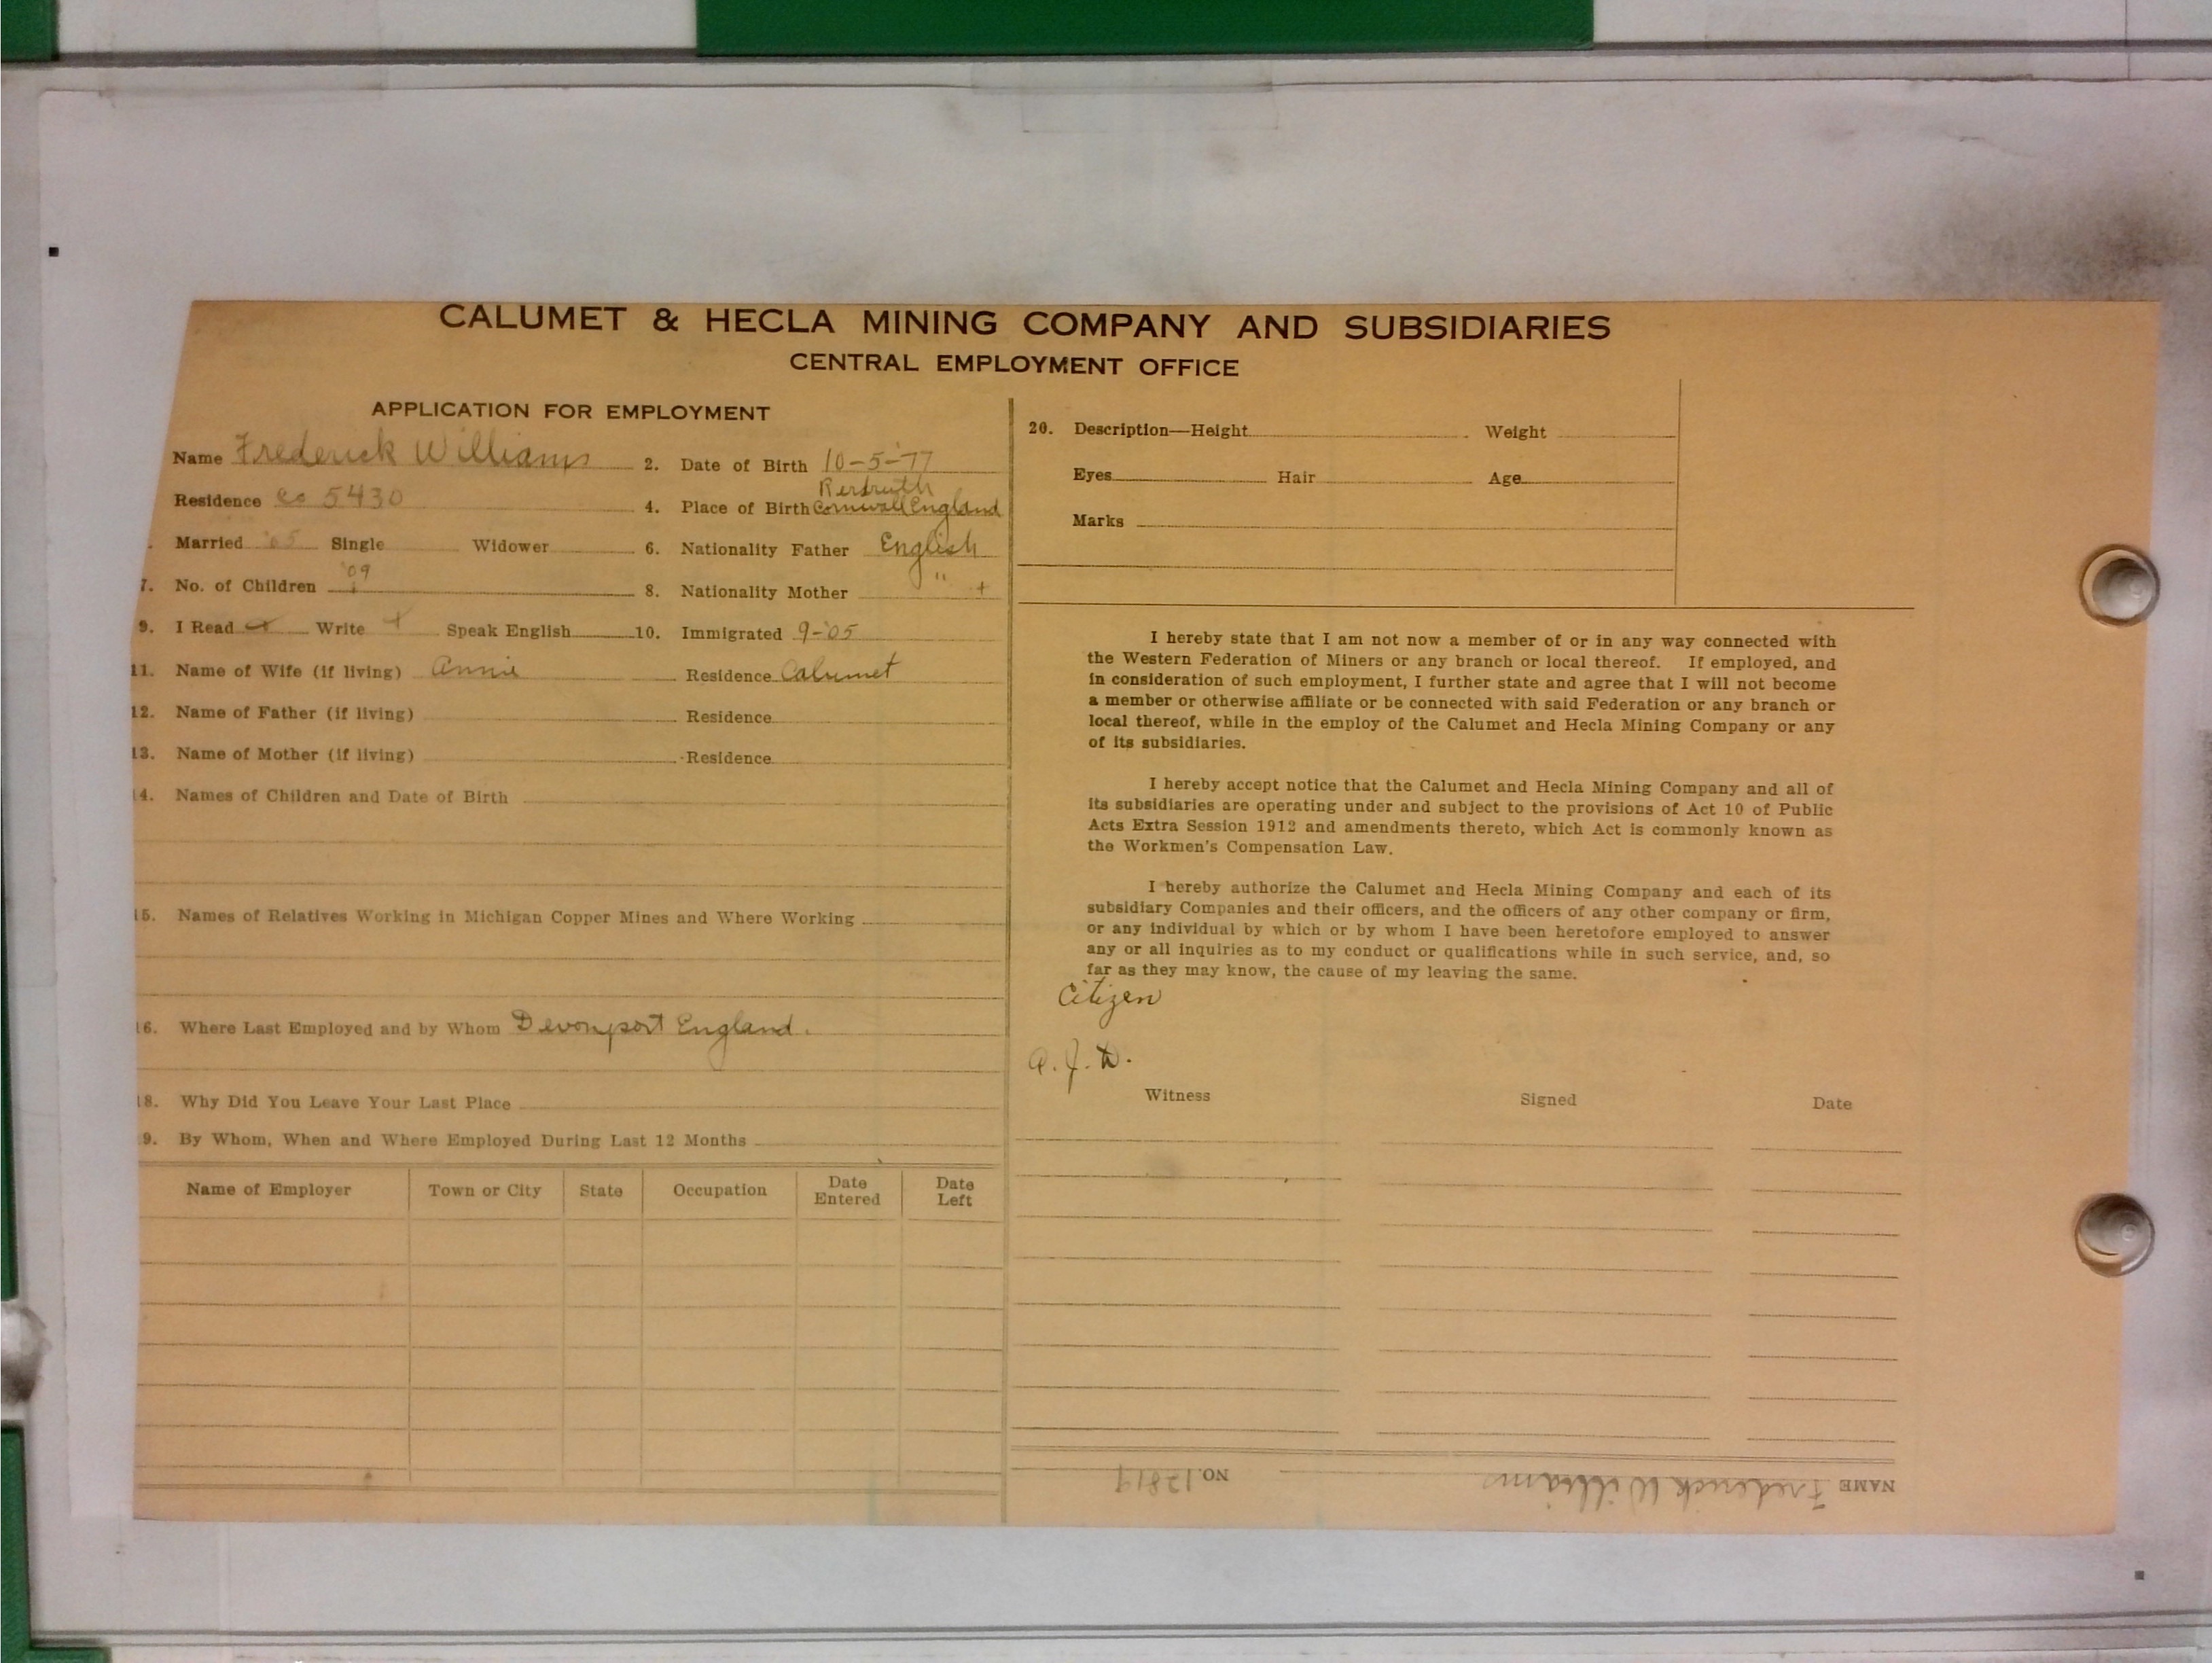 CALUMET & HECLA MINING COMPANY AND SUBSIDIARIES
CENTRAL EMPLOYMENT OFFICE
APPLICATION FOR EMPLOYMENT
Name Frederick Williams 2. Date of Birth 10-5-77
Residence Co 5430 4. Place of Birth Redruth Cornwall England
Married '05 Single Widower 6. Nationality Father English
7. No. of Children '09 8. Nationality Mother " +
9. I Read + Write + Speak English 10. Immigrated 9-'05
11. Name of Wife (if living) Annie Residence Calumet
12. Name of Father (if living) Residence
13. Name of Mother (if living) Residence
14. Names of Children and Date of Birth
15. Names of Relatives Working in Michigan Copper Mines and Where Working
16. Where Last Employed and by Whom Devonport England.
18. Why Did You Leave Your Last Place
9. By Whom, When and Where Employed During Last 12 Months
Name of Employer Town or City State Occupation Date Entered Date Left
20. Description—Height Weight
Eyes Hair Age
Marks
I hereby state that I am not now a member of or in any way connected with
the Western Federation of Miners or any branch or local thereof. If employed, and
in consideration of such employment, I further state and agree that I will not become
a member or otherwise affiliate or be connected with said Federation or any branch or
local thereof, while in the employ of the Calumet and Hecla Mining Company or any
of its subsidiaries.
I hereby accept notice that the Calumet and Hecla Mining Company and all of
its subsidiaries are operating under and subject to the provisions of Act 10 of Public
Acts Extra Session 1912 and amendments thereto, which Act is commonly known as
the Workmen's Compensation Law.
I hereby authorize the Calumet and Hecla Mining Company and each of its
subsidiary Companies and their officers, and the officers of any other company or firm,
or any individual by which or by whom I have been heretofore employed to answer
any or all inquiries as to my conduct or qualifications while in such service, and, so
far as they may know, the cause of my leaving the same.
Citizen
Witness Signed Date
NAME Frederick Williams NO. 12819